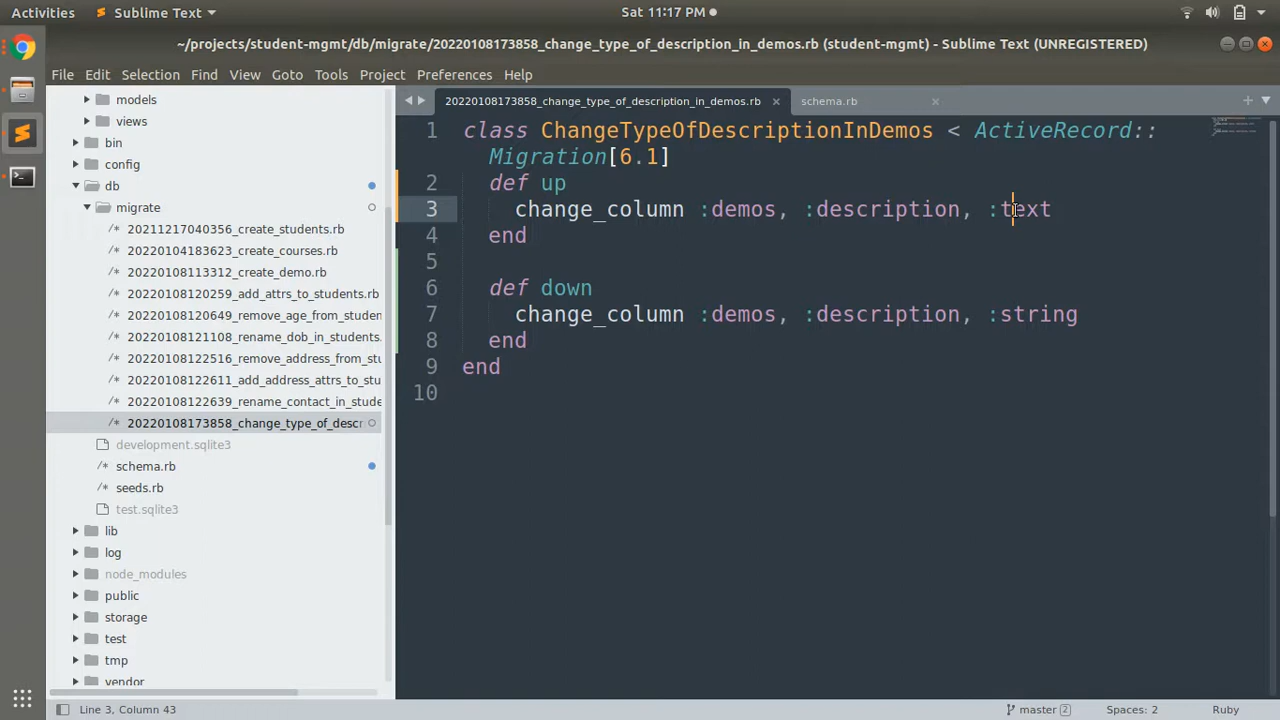 Activities
Sublime Text
Sat 11:17 PM
~/projects/student-mgmt/db/migrate/20220108173858_change_type_of_description_in_demos.rb (student-mgmt) - Sublime Text (UNREGISTERED)
File Edit Selection Find View Goto Tools Project Preferences Help
20220108173858_change_type_of_description_in_demos.rb
schema.rb
models
views
bin
config
db
migrate
/* 20211217040356_create_students.rb
/* 20220104183623_create_courses.rb
/* 20220108113312_create_demo.rb
/* 20220108120259_add_attrs_to_students.rb
/* 20220108120649_remove_age_from_student
/* 20220108121108_rename_dob_in_students.
/* 20220108122516_remove_address_from_stu
/* 20220108122611_add_address_attrs_to_stu
/* 20220108122639_rename_contact_in_stude
/* 20220108173858_change_type_of_descr
development.sqlite3
/* schema.rb
/* seeds.rb
test.sqlite3
lib
log
node_modules
public
storage
test
tmp
vendor
1 class ChangeTypeOfDescriptionInDemos < ActiveRecord::
Migration[6.1]
2 def up
3 change_column :demos, :description, :text
4 end
5
6 def down
7 change_column :demos, :description, :string
8 end
9 end
10
Line 3, Column 43
master 2
Spaces: 2
Ruby